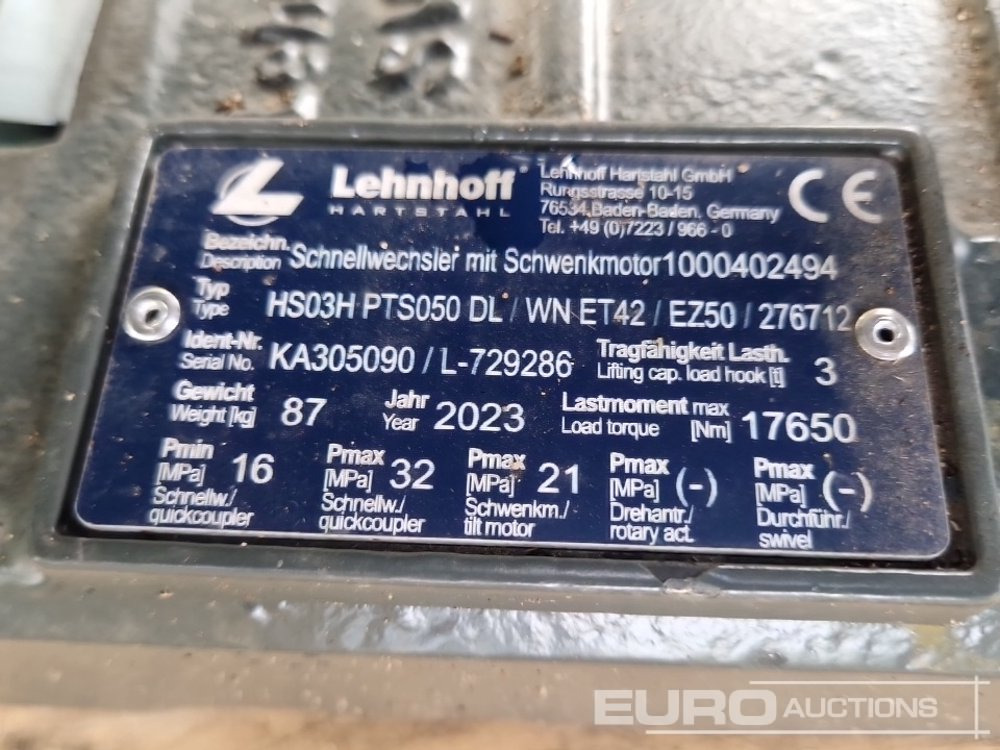 Lehnhoff
HARTSTAHL
Lehnhoff Hartstahl GmbH
Rungsstrasse 10-15
76534 Baden-Baden, Germany
Tel. +49 (0)7223 / 966 - 0
CE
Bezeichn.
Description Schnellwechsler mit Schwenkmotor 1000402494
Typ
Type HS03H PTS050 DL / WN ET42 / EZ50 / 276712
Ident-Nr.
Serial No. KA305090 / L-729286
Tragfähigkeit Lasth.
Lifting cap. load hook [t] 3
Gewicht
Weight [kg] 87
Jahr
Year 2023
Lastmoment max
Load torque [Nm] 17650
Pmin
[MPa] 16
Schnellw./
quickcoupler
Pmax
[MPa] 32
Schnellw./
quickcoupler
Pmax
[MPa] 21
Schwenkm./
tilt motor
Pmax
[MPa] (-)
Drehantr./
rotary act.
Pmax
[MPa] (-)
Durchführ./
swivel
EURO AUCTIONS